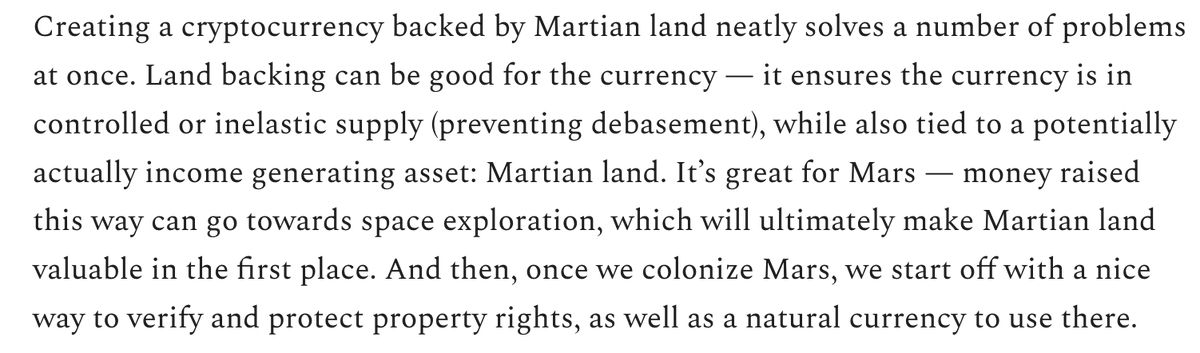 Creating a cryptocurrency backed by Martian land neatly solves a number of problems
at once. Land backing can be good for the currency — it ensures the currency is in
controlled or inelastic supply (preventing debasement), while also tied to a potentially
actually income generating asset: Martian land. It’s great for Mars — money raised
this way can go towards space exploration, which will ultimately make Martian land
valuable in the first place. And then, once we colonize Mars, we start off with a nice
way to verify and protect property rights, as well as a natural currency to use there.